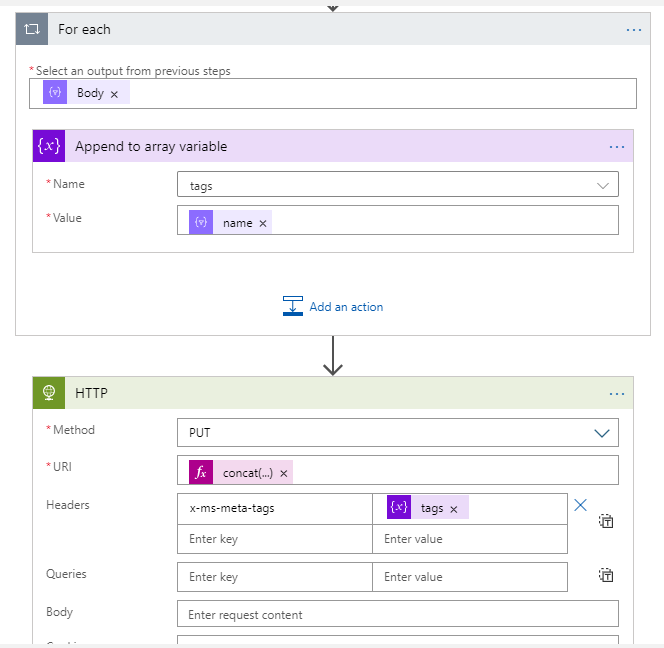 For each
* Select an output from previous steps
Body ×
{x} Append to array variable
* Name tags
* Value name ×
Add an action
HTTP
* Method PUT
* URI fx concat(...) ×
Headers x-ms-meta-tags {x} tags ×
Enter key Enter value
Queries Enter key Enter value
Body Enter request content